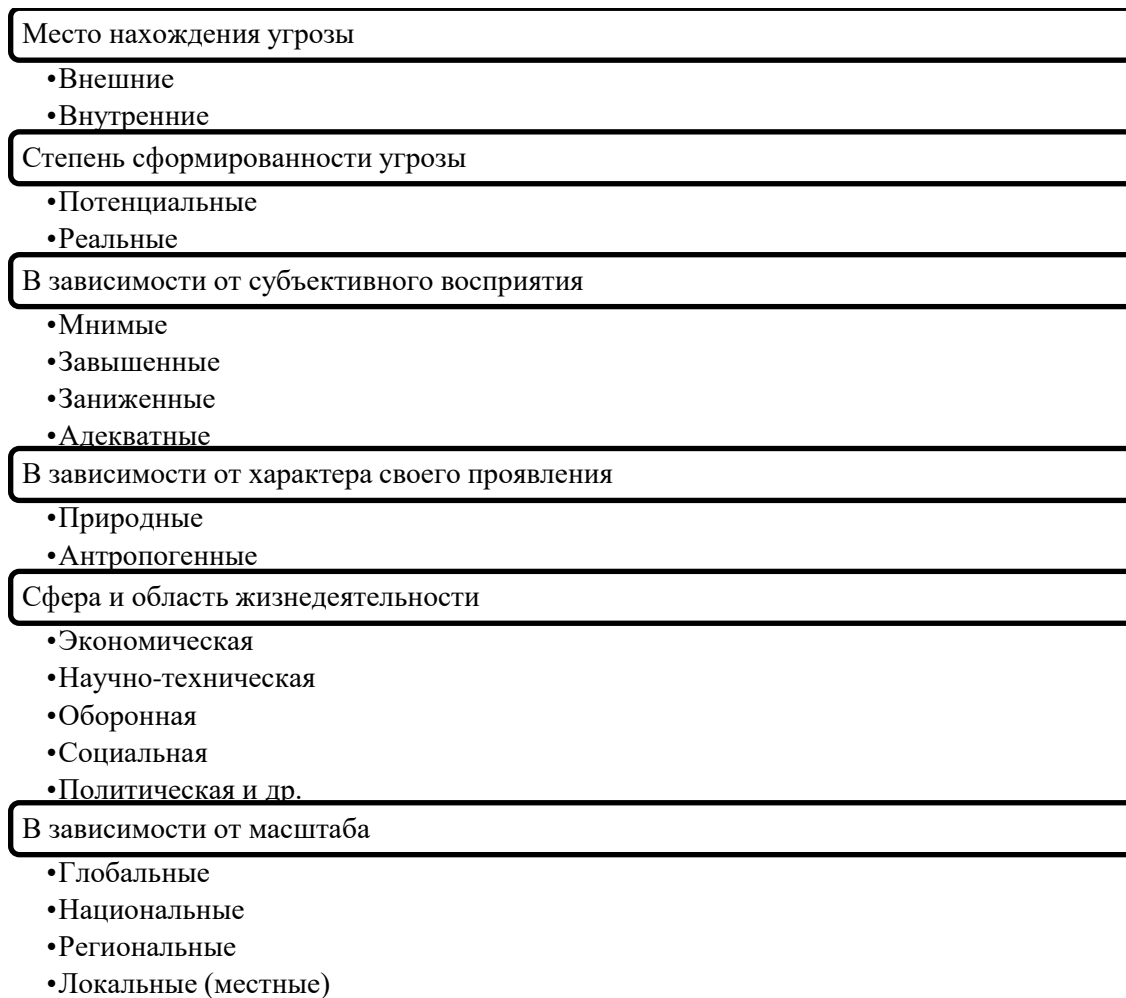 Место нахождения угрозы
•Внешние
•Внутренние
Степень сформированности угрозы
•Потенциальные
•Реальные
В зависимости от субъективного восприятия
•Мнимые
•Завышенные
•Заниженные
•Адекватные
В зависимости от характера своего проявления
•Природные
•Антропогенные
Сфера и область жизнедеятельности
•Экономическая
•Научно-техническая
•Оборонная
•Социальная
•Политическая и др.
В зависимости от масштаба
•Глобальные
•Национальные
•Региональные
•Локальные (местные)